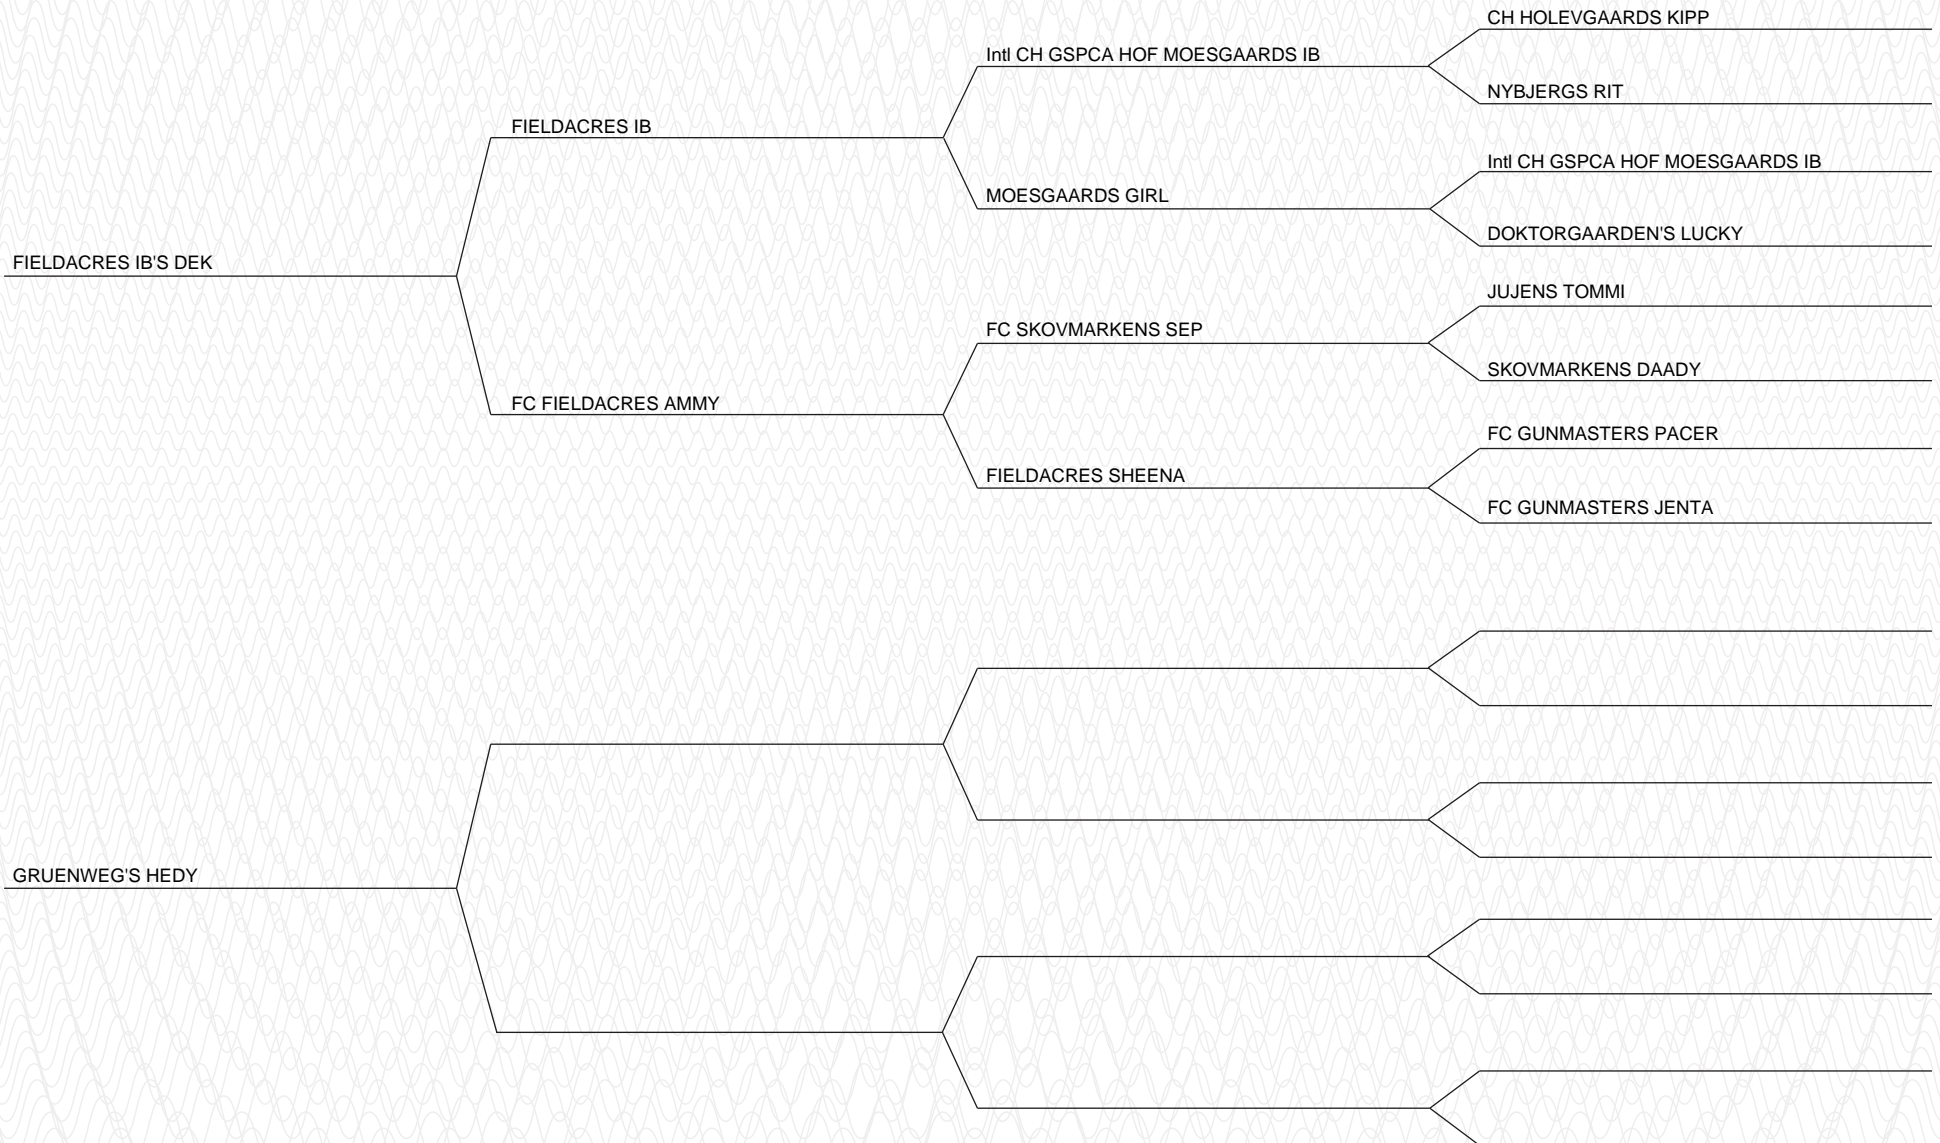 CH HOLEVGAARDS KIPP
Intl CH GSPCA HOF MOESGAARDS IB
NYBJERGS RIT
FIELDACRES IB
Intl CH GSPCA HOF MOESGAARDS IB
MOESGAARDS GIRL
DOKTORGAARDEN'S LUCKY
FIELDACRES IB'S DEK
JUJENS TOMMI
FC SKOVMARKENS SEP
SKOVMARKENS DAADY
FC FIELDACRES AMMY
FC GUNMASTERS PACER
FIELDACRES SHEENA
FC GUNMASTERS JENTA
GRUENWEG'S HEDY